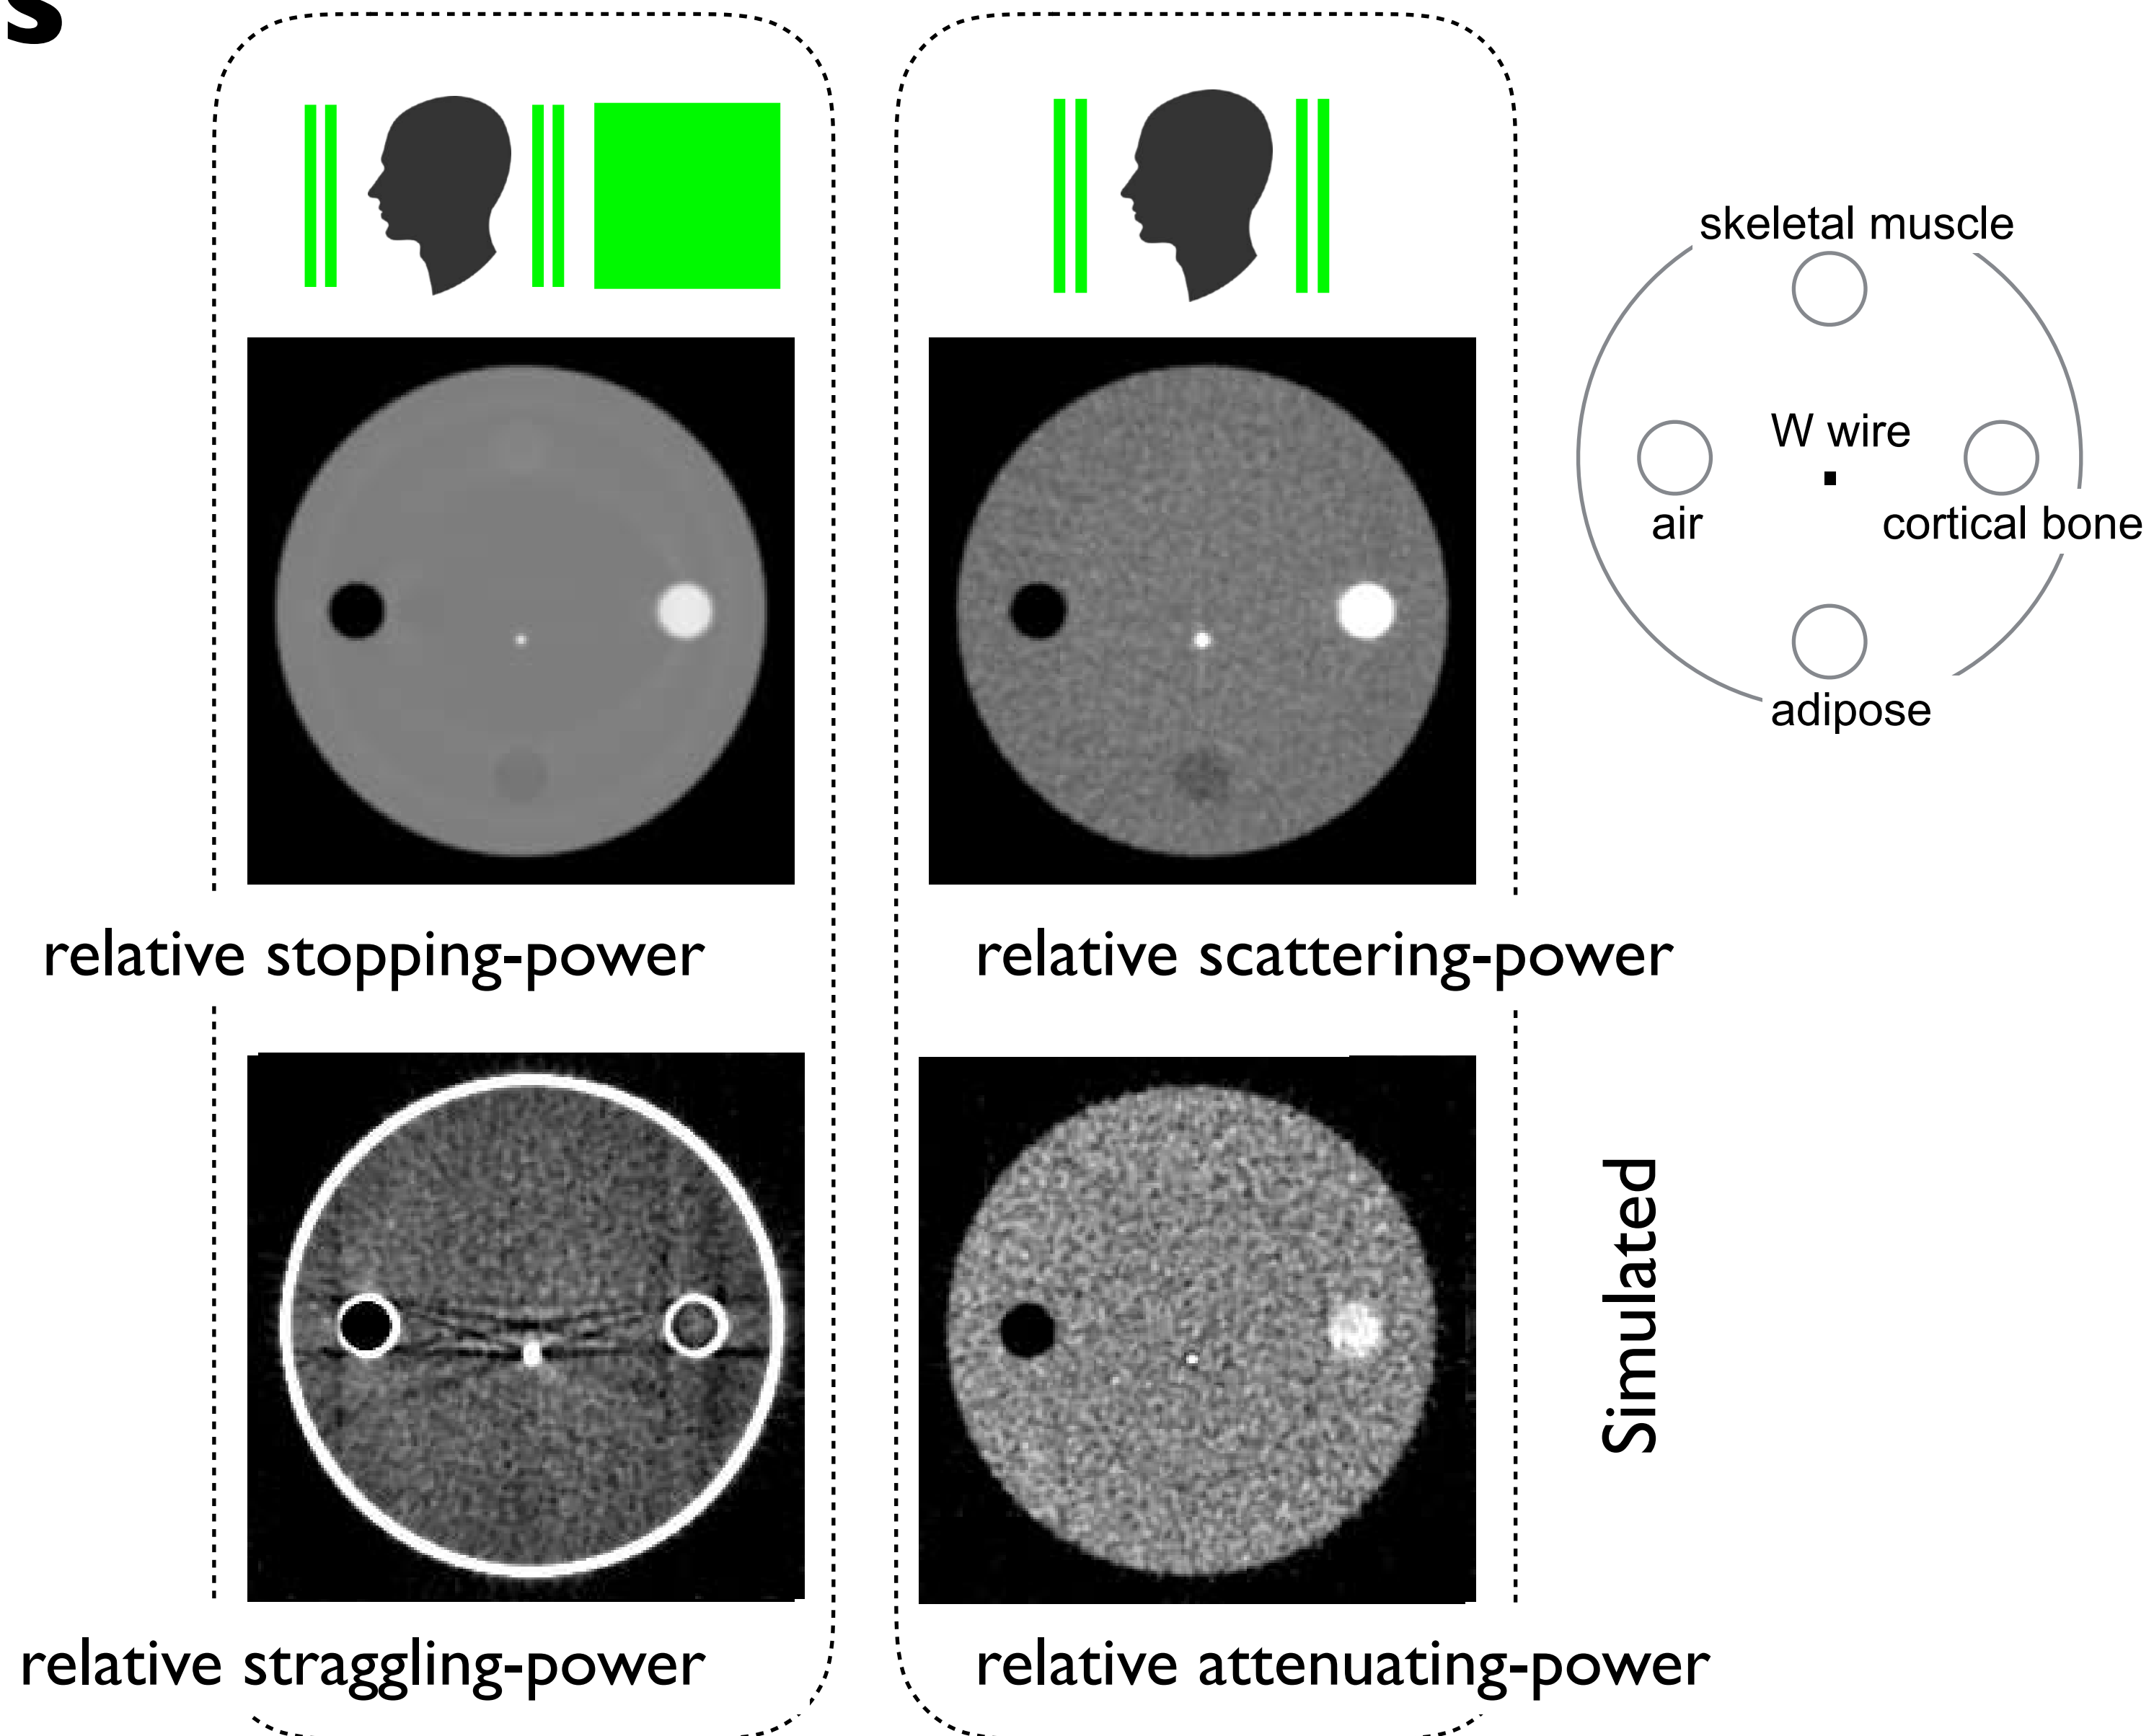 s
skeletal muscle
W wire
air
cortical bone
adipose
relative stopping-power
relative scattering-power
Simulated
relative straggling-power
relative attenuating-power